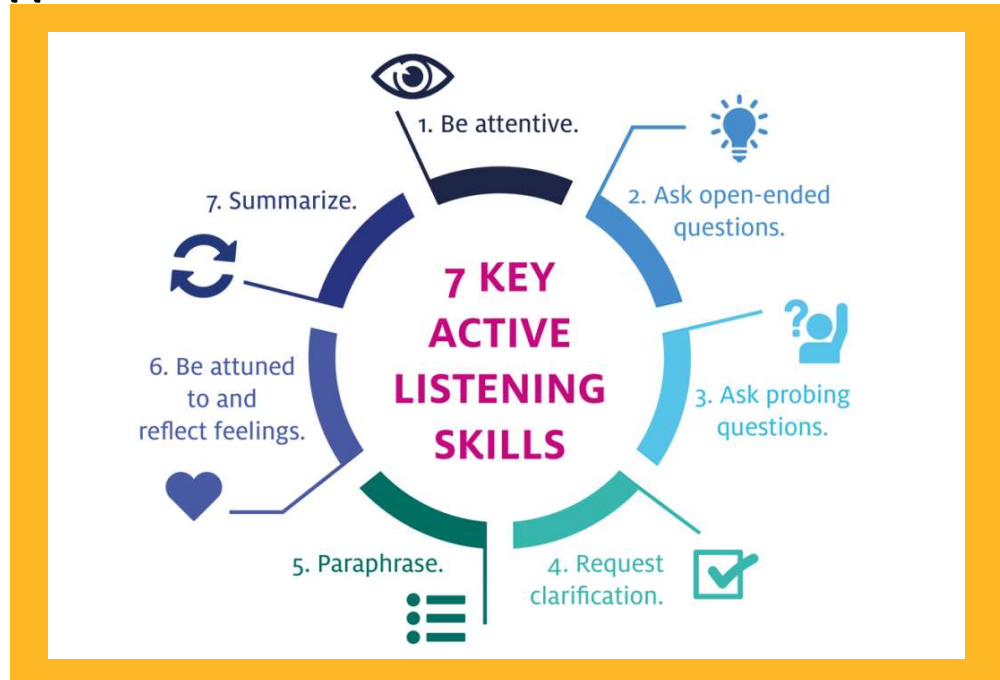 7 KEY
ACTIVE
LISTENING
SKILLS
1. Be attentive.
2. Ask open-ended
questions.
3. Ask probing
questions.
4. Request
clarification.
5. Paraphrase.
6. Be attuned
to and
reflect feelings.
7. Summarize.